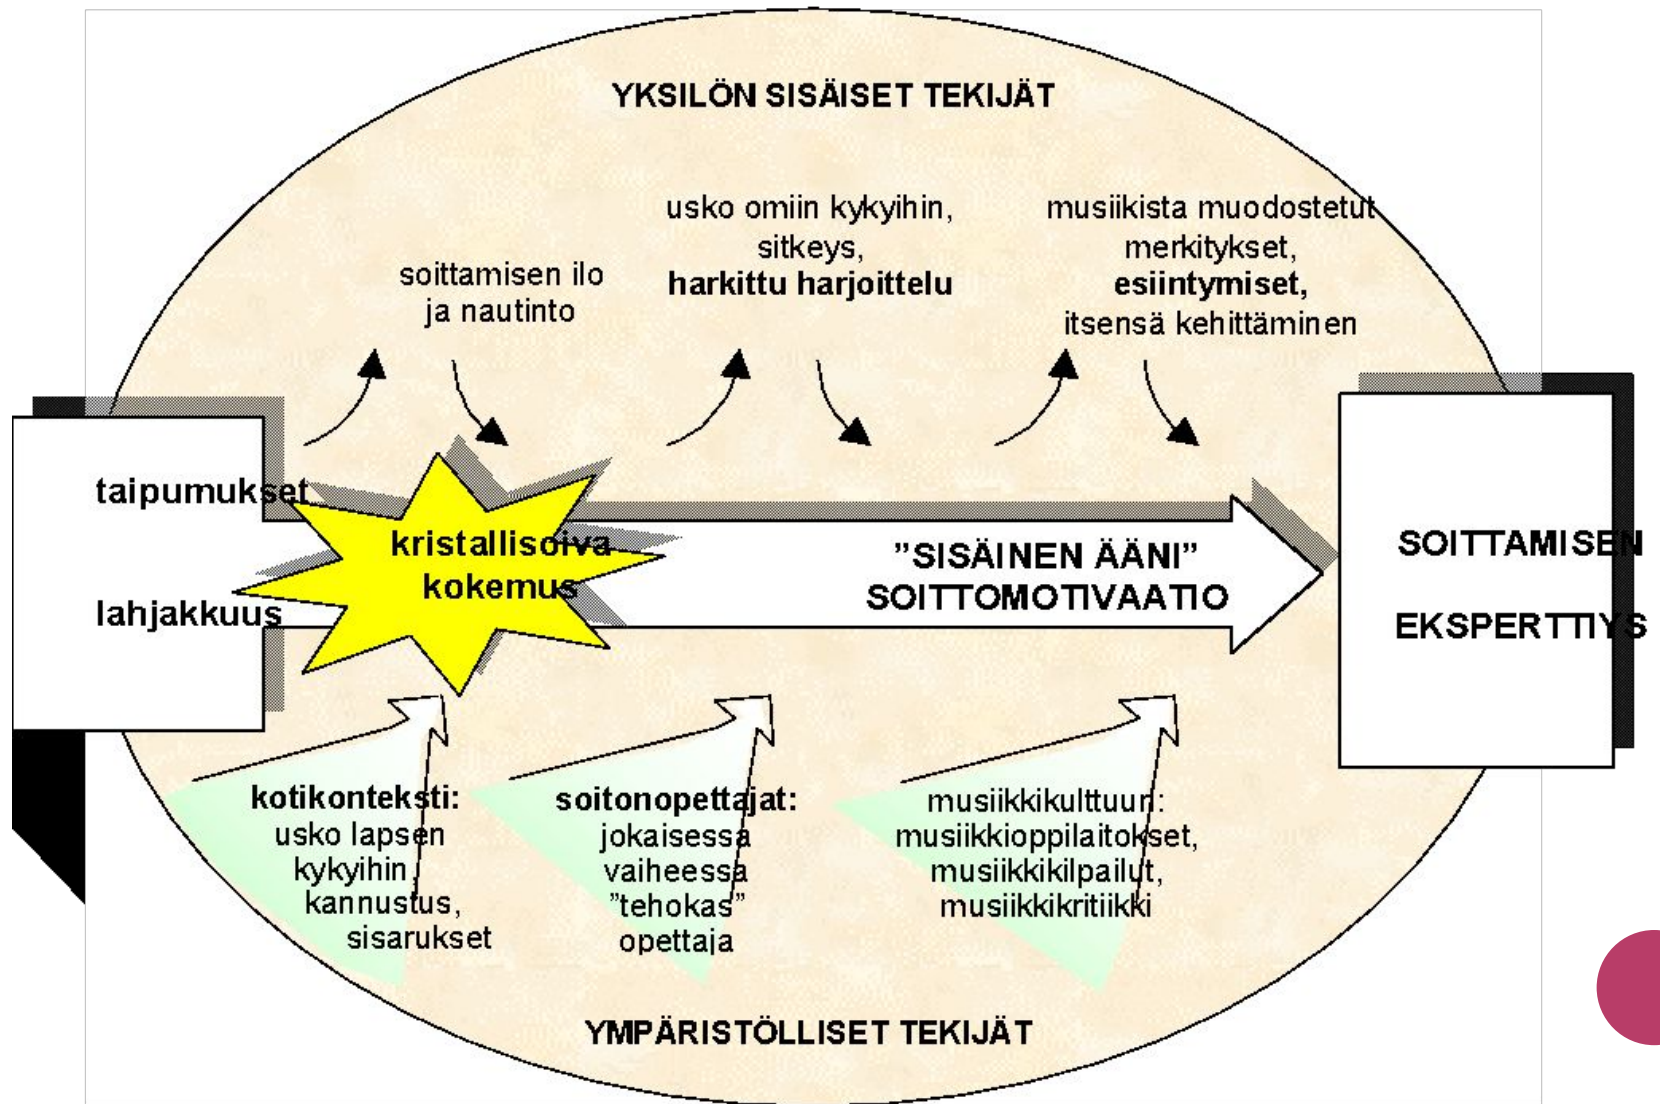 YKSILÖN SISÄISET TEKIJÄT
soittamisen ilo
ja nautinto
usko omiin kykyihin,
sitkeys,
harkittu harjoittelu
musiikista muodostetut
merkitykset,
esiintymiset,
itsensä kehittäminen
taipumukset
lahjakkuus
kristallisoiva
kokemus
”SISÄINEN ÄÄNI”
SOITTOMOTIVAATIO
SOITTAMISEN
EKSPERTTIYS
kotikonteksti:
usko lapsen
kykyihin,
kannustus,
sisarukset
soitonopettajat:
jokaisessa
vaiheessa
”tehokas”
opettaja
musiikkikulttuuri:
musiikkioppilaitokset,
musiikkikilpailut,
musiikkikritiikki
YMPÄRISTÖLLISET TEKIJÄT